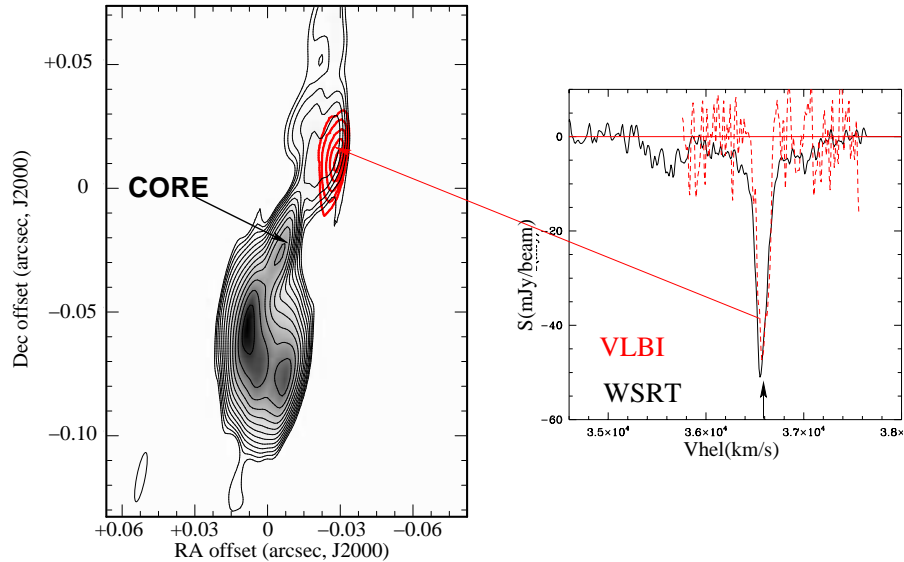 +0.05
0
−0.05
−0.10
Dec offset (arcsec, J2000)
CORE
+0.06 +0.03 0 −0.03 −0.06
RA offset (arcsec, J2000)
0
−20
−40
−60
S(mJy/beam)
VLBI
WSRT
3.5×10⁴ 3.6×10⁴ 3.7×10⁴ 3.8×
Vhel(km/s)